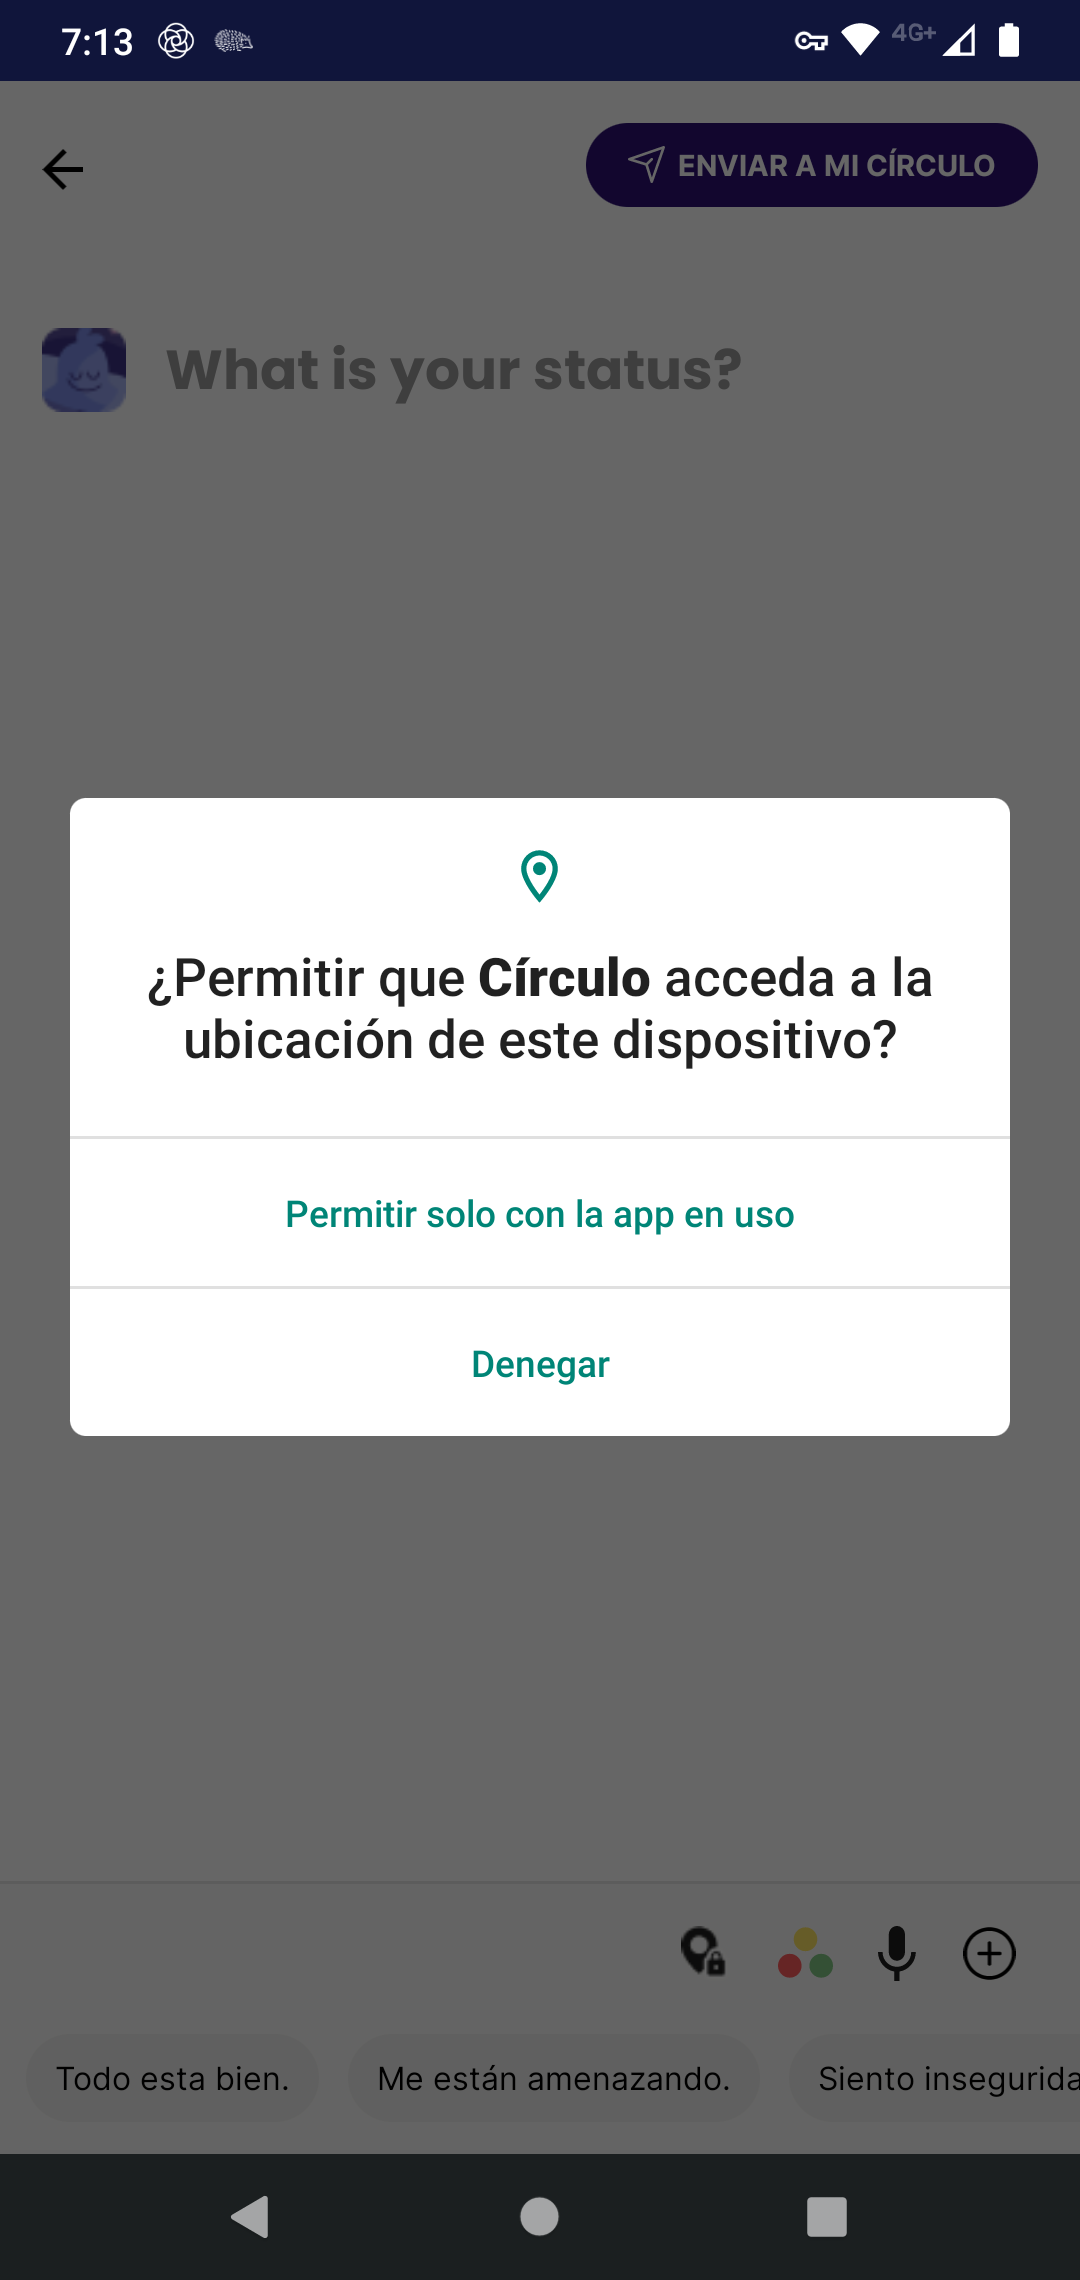 7:13
4G+
ENVIAR A MI CÍRCULO
What is your status?
¿Permitir que Círculo acceda a la
ubicación de este dispositivo?
Permitir solo con la app en uso
Denegar
Todo esta bien.
Me están amenazando.
Siento insegurida